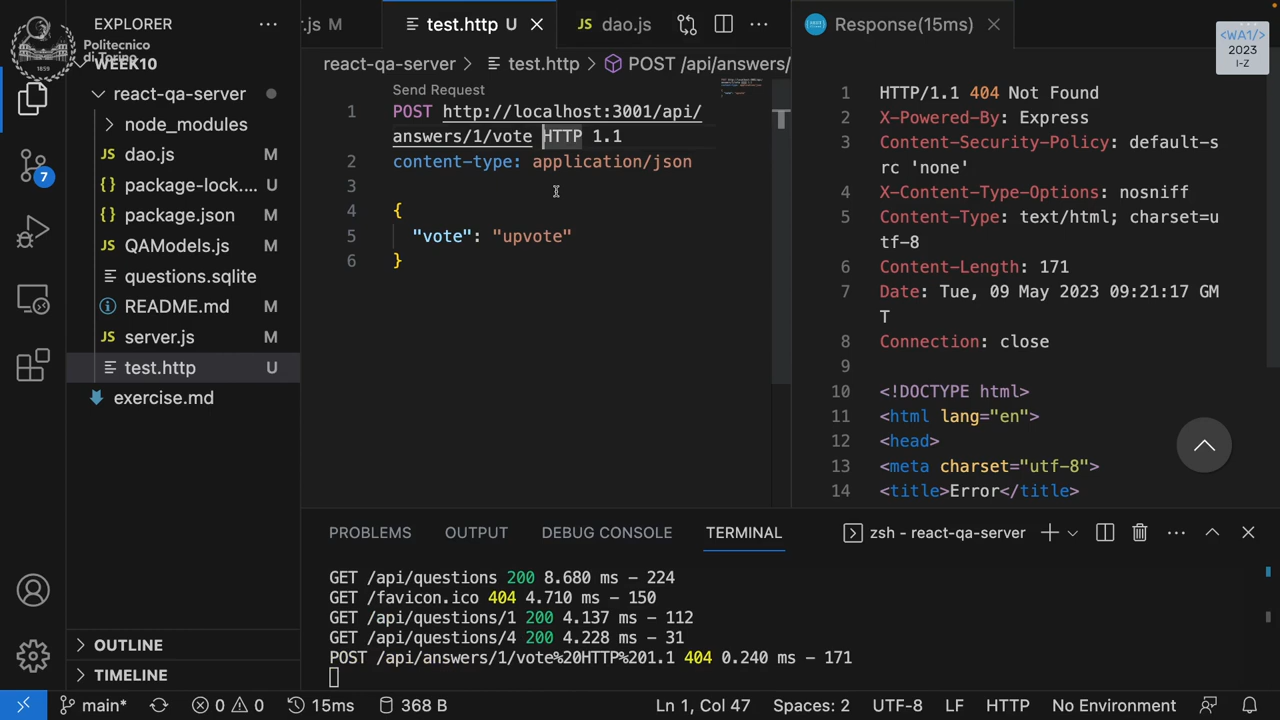 EXPLORER
.js M
test.http U
JS dao.js
Response(15ms)
<WA1/>
2023
I-Z
Politecnico
di Torino
1859
WEEK10
react-qa-server
node_modules
JS dao.js M
{} package-lock.... U
{} package.json M
JS QAModels.js M
questions.sqlite
README.md M
JS server.js M
test.http U
exercise.md
OUTLINE
TIMELINE
react-qa-server > test.http > POST /api/answers/
Send Request
1 POST http://localhost:3001/api/
answers/1/vote HTTP 1.1
2 content-type: application/json
3
4 {
5 "vote": "upvote"
6 }
1 HTTP/1.1 404 Not Found
2 X-Powered-By: Express
3 Content-Security-Policy: default-s
rc 'none'
4 X-Content-Type-Options: nosniff
5 Content-Type: text/html; charset=u
tf-8
6 Content-Length: 171
7 Date: Tue, 09 May 2023 09:21:17 GM
T
8 Connection: close
9
10 <!DOCTYPE html>
11 <html lang="en">
12 <head>
13 <meta charset="utf-8">
14 <title>Error</title>
PROBLEMS OUTPUT DEBUG CONSOLE TERMINAL
zsh - react-qa-server
GET /api/questions 200 8.680 ms - 224
GET /favicon.ico 404 4.710 ms - 150
GET /api/questions/1 200 4.137 ms - 112
GET /api/questions/4 200 4.228 ms - 31
POST /api/answers/1/vote%20HTTP%201.1 404 0.240 ms - 171
7
main* 0 0 15ms 368 B
Ln 1, Col 47 Spaces: 2 UTF-8 LF HTTP No Environment